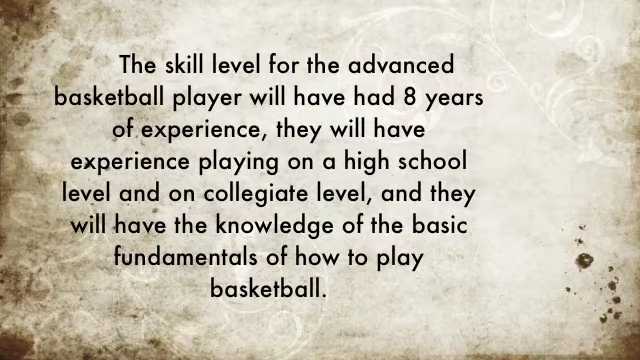 The skill level for the advanced
basketball player will have had 8 years
of experience, they will have
experience playing on a high school
level and on collegiate level, and they
will have the knowledge of the basic
fundamentals of how to play
basketball.